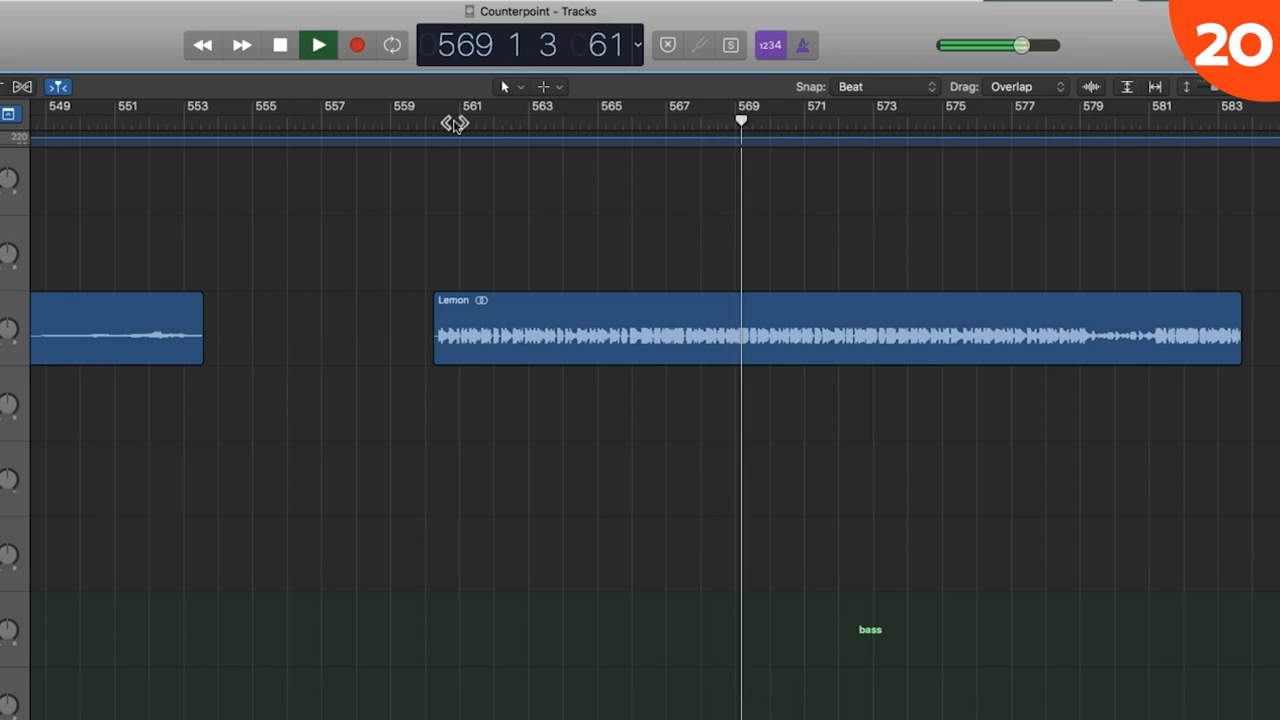 Counterpoint - Tracks
20
569 1 3 61
S
1234
Snap: Beat
Drag: Overlap
549 551 553 555 557 559 561 563 565 567 569 571 573 575 577 579 581 583
220
Lemon
bass